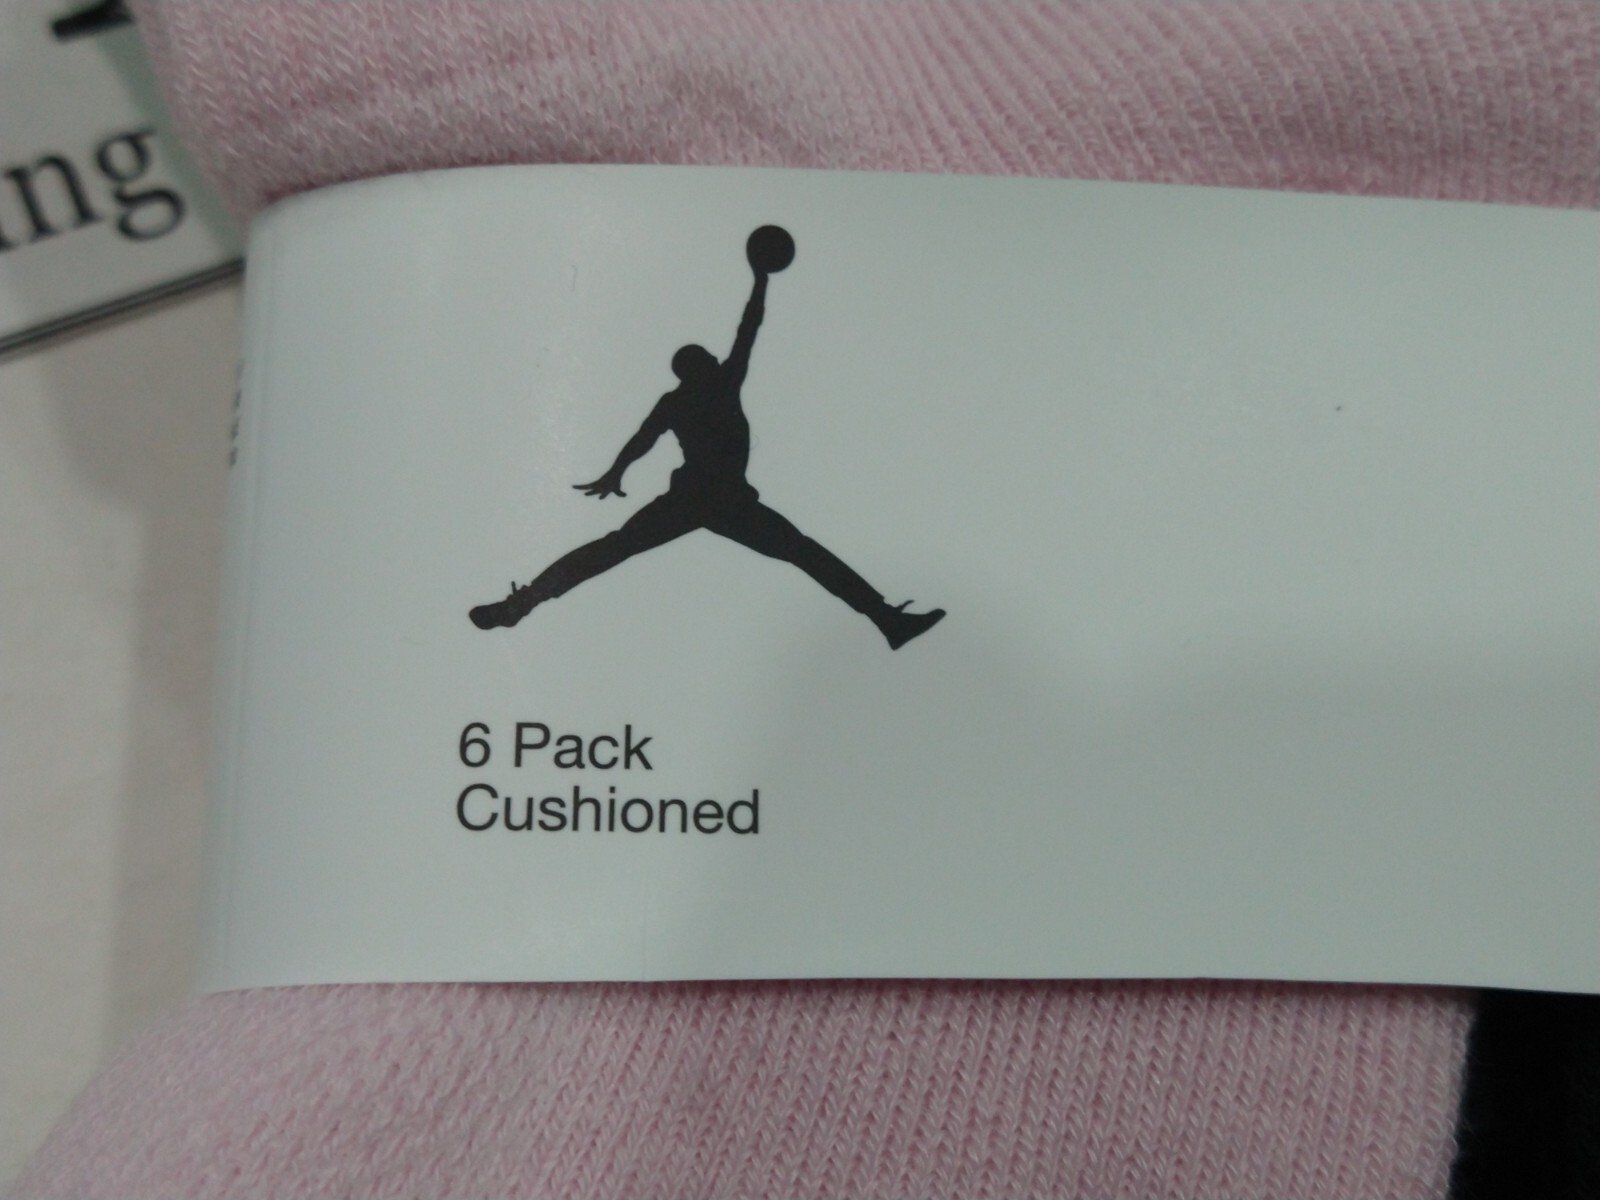 ing
6 Pack
Cushioned